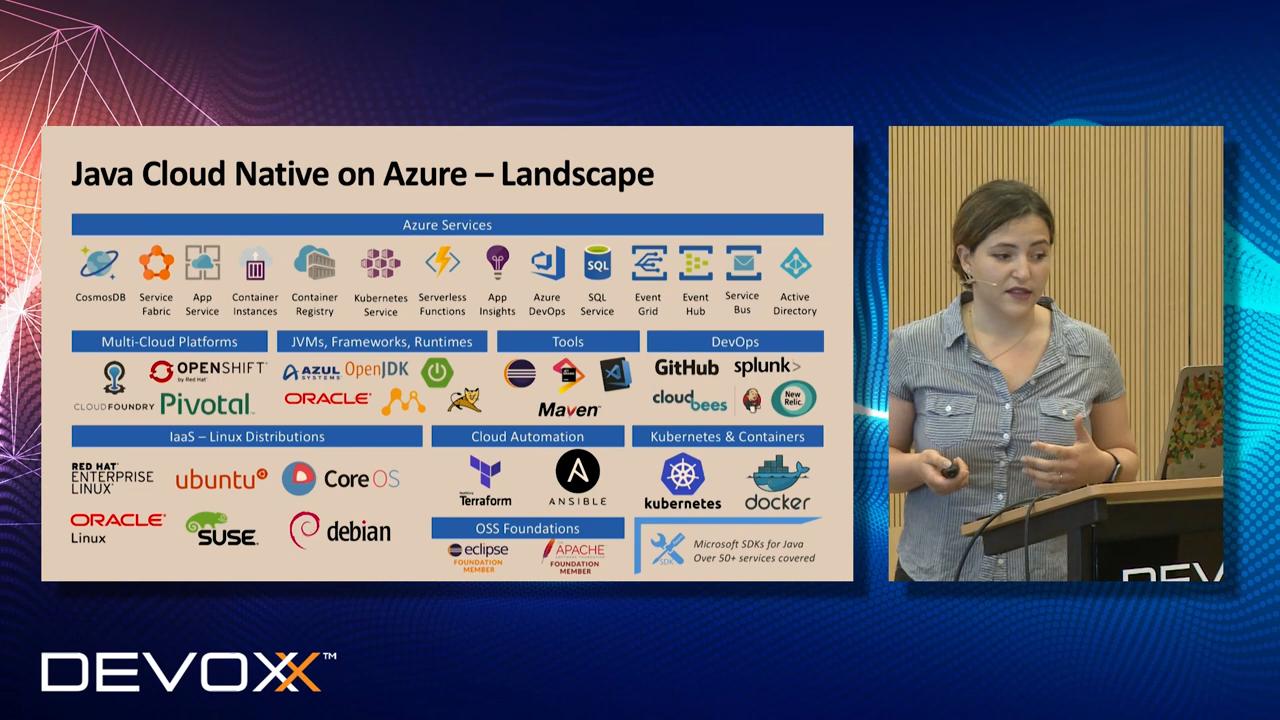 Java Cloud Native on Azure – Landscape
Azure Services
CosmosDB
Service
Fabric
App
Service
Container
Instances
Container
Registry
Kubernetes
Service
Serverless
Functions
App
Insights
Azure
DevOps
SQL
SQL
Service
Event
Grid
Event
Hub
Service
Bus
Active
Directory
Multi-Cloud Platforms
CLOUDFOUNDRY
OPENSHIFT
by Red Hat
Pivotal
JVMs, Frameworks, Runtimes
AZUL
SYSTEMS
OpenJDK
ORACLE
Tools
Maven
DevOps
GitHub
splunk>
cloudbees
New
Relic.
IaaS – Linux Distributions
RED HAT
ENTERPRISE
LINUX
ubuntu
CoreOS
ORACLE
Linux
SUSE
debian
Cloud Automation
Terraform
ANSIBLE
Kubernetes & Containers
kubernetes
docker
OSS Foundations
eclipse
FOUNDATION
MEMBER
APACHE
FOUNDATION
MEMBER
SDK
Microsoft SDKs for Java
Over 50+ services covered
DEV
DEVOXX™